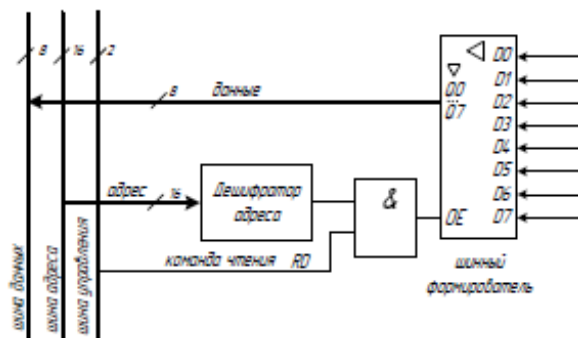 8 16 2
D0
D1
D2
D3
D4
D5
D6
D7
D0
...
D7
OE
8 данные
адрес 16
Дешифратор
адреса
&
команда чтения RD
шинный
формирователь
шина данных
шина адреса
шина управления